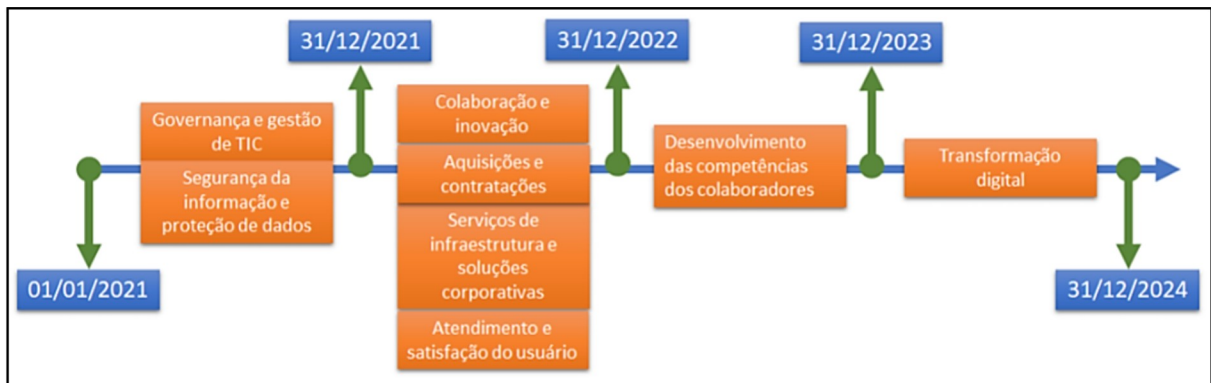 31/12/2021
31/12/2022
31/12/2023
Governança e gestão
de TIC
Segurança da
informação e
proteção de dados
Colaboração e
inovação
Aquisições e
contratações
Serviços de
infraestrutura e
soluções
corporativas
Atendimento e
satisfação do usuário
Desenvolvimento
das competências
dos colaboradores
Transformação
digital
01/01/2021
31/12/2024